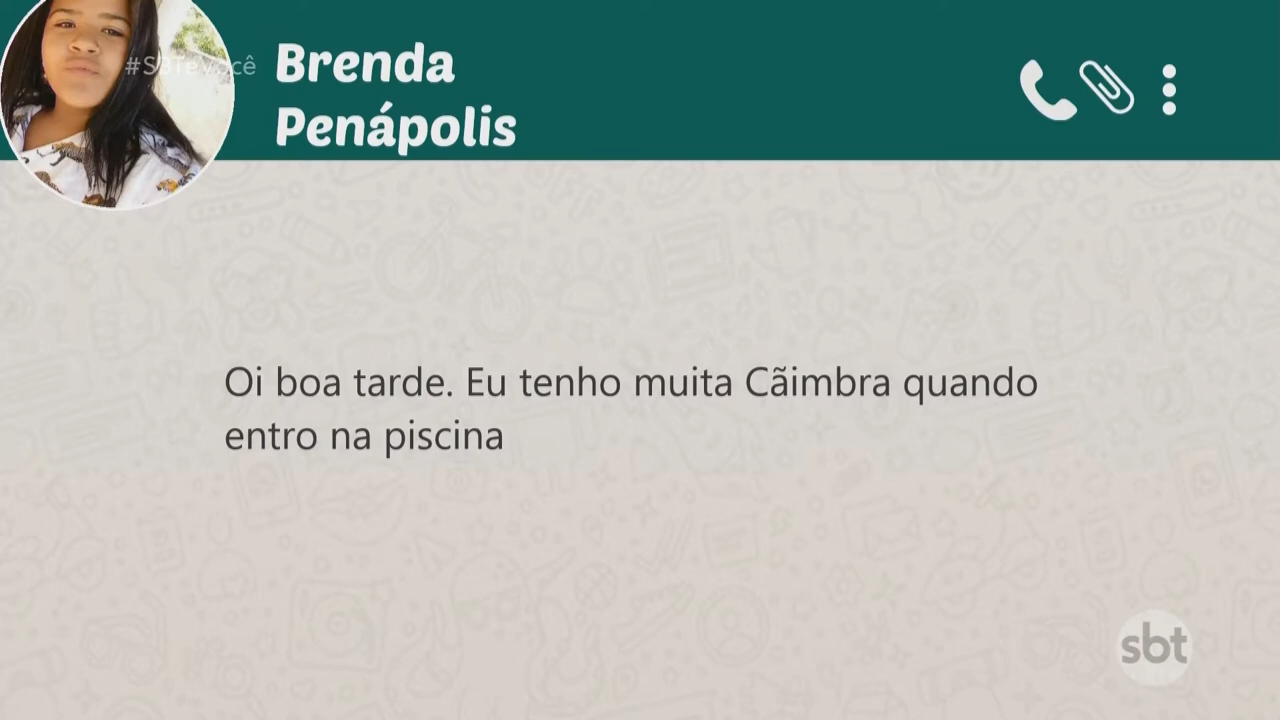 #SBTeVocê
Brenda
Penápolis
Oi boa tarde. Eu tenho muita Cãimbra quando
entro na piscina
sbt